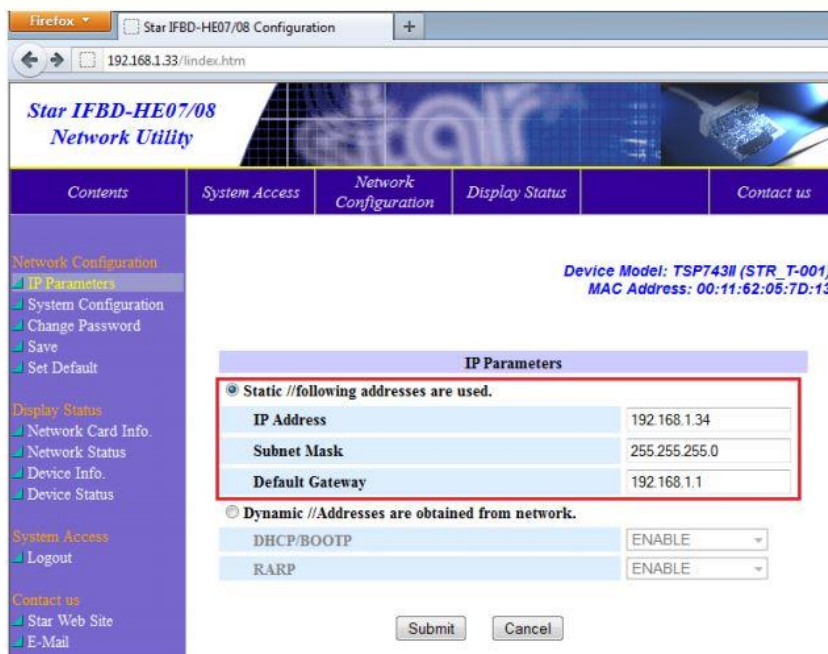 Firefox
Star IFBD-HE07/08 Configuration
+
192.168.1.33/lindex.htm
Star IFBD-HE07/08
Network Utility
star
Contents
System Access
Network
Configuration
Display Status
Contact us
Network Configuration
IP Parameters
System Configuration
Change Password
Save
Set Default
Display Status
Network Card Info.
Network Status
Device Info.
Device Status
System Access
Logout
Contact us
Star Web Site
E-Mail
Device Model: TSP743II (STR_T-001)
MAC Address: 00:11:62:05:7D:13
IP Parameters
Static //following addresses are used.
IP Address 192.168.1.34
Subnet Mask 255.255.255.0
Default Gateway 192.168.1.1
Dynamic //Addresses are obtained from network.
DHCP/BOOTP ENABLE
RARP ENABLE
Submit Cancel